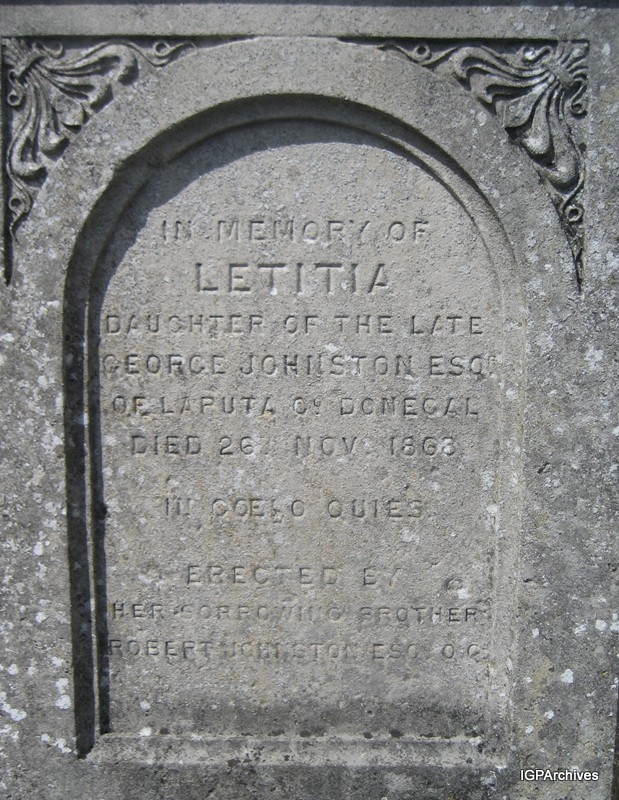 IN MEMORY OF
LETITIA
DAUGHTER OF THE LATE
GEORGE JOHNSTON ESQR
OF LAPUTA Co DONEGAL
DIED 26 NOV 1863
IN COELO QUIES
ERECTED BY
HER SORROWING BROTHER
ROBERT JOHNSTON ESQ Q.C.
IGPArchives